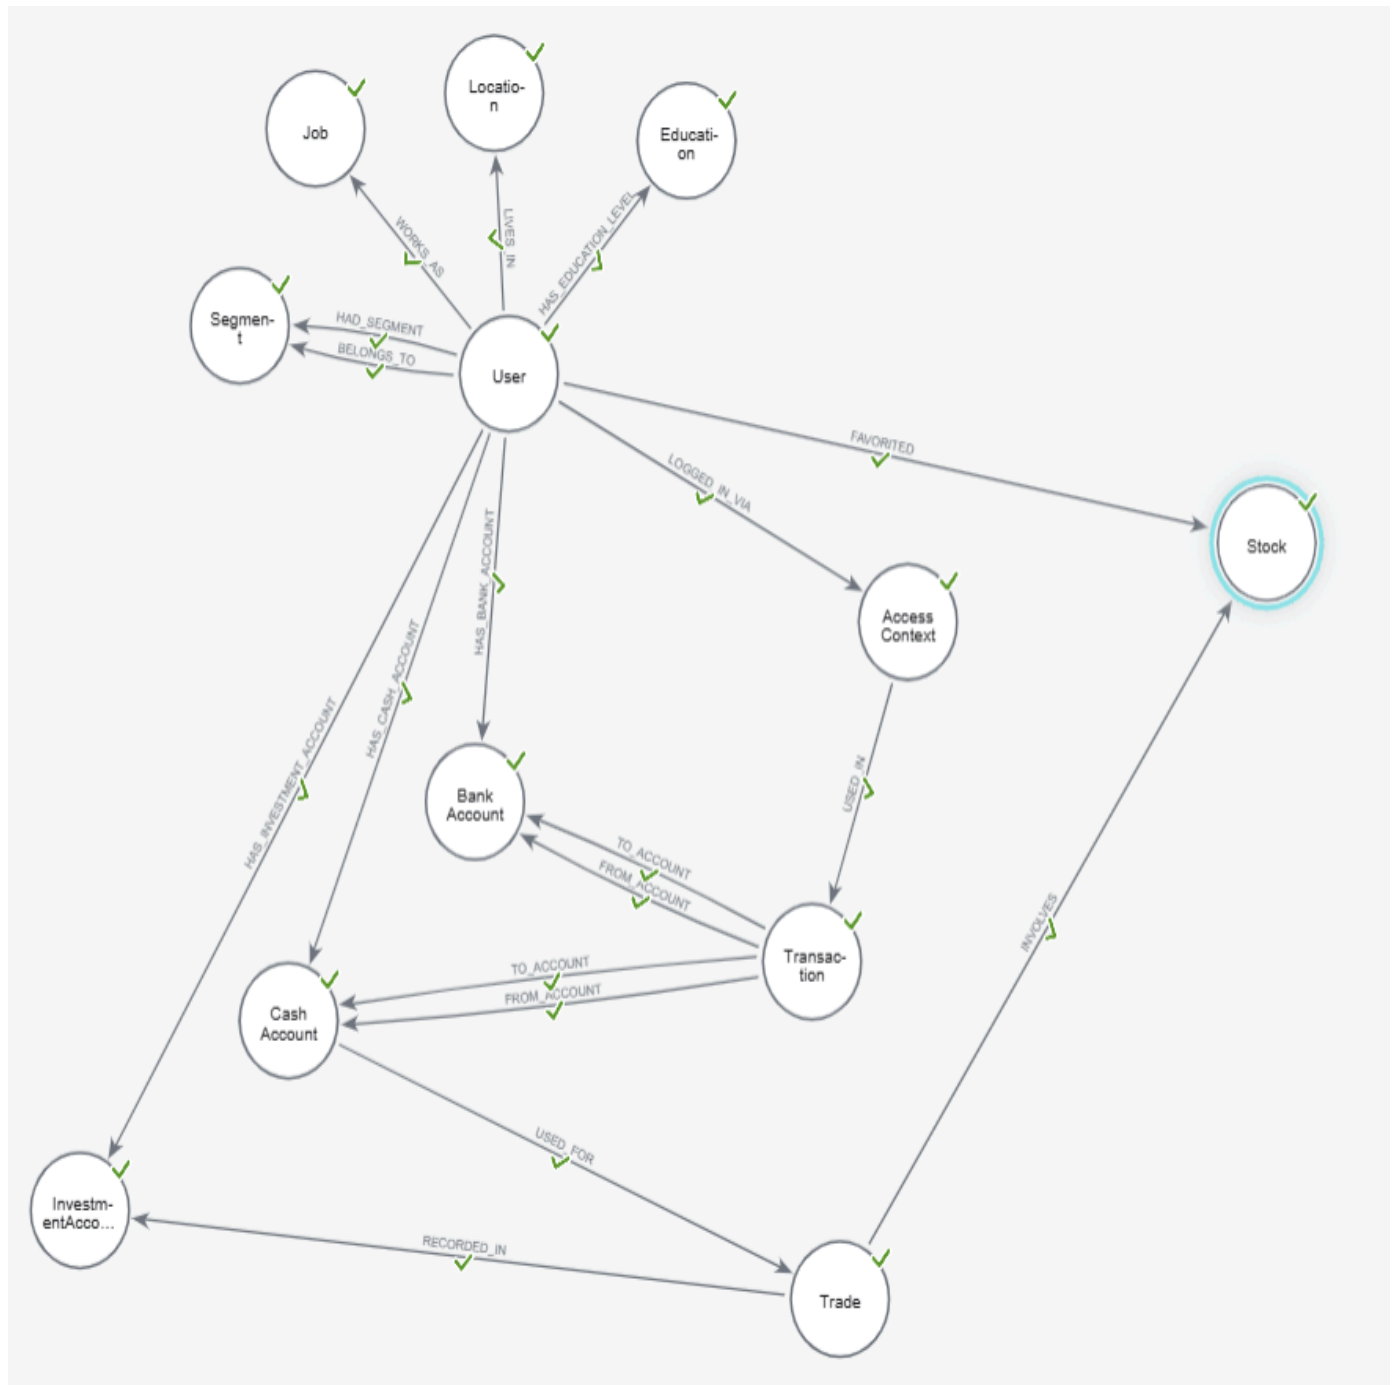 Locatio-
n
Job
Educati-
on
WORKS_AS
LIVES_IN
HAS_EDUCATION_LEVEL
Segmen-
t
HAD_SEGMENT
BELONGS_TO
User
FAVORITED
LOGGED_IN_VIA
Stock
HAS_BANK_ACCOUNT
Access
Context
HAS_CASH_ACCOUNT
HAS_INVESTMENT_ACCOUNT
Bank
Account
USED_IN
TO_ACCOUNT
FROM_ACCOUNT
INVOLVES
Transac-
tion
TO_ACCOUNT
FROM_ACCOUNT
Cash
Account
USED_FOR
Investm-
entAcco...
RECORDED_IN
Trade